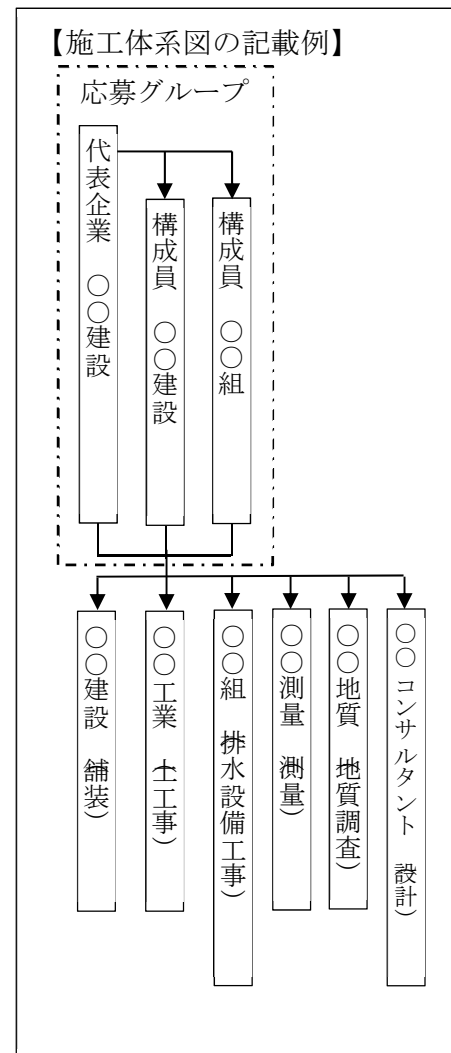 【施工体系図の記載例】
応募グループ
代表企業　○○建設
構成員　○○建設
構成員　○○組
○○建設（舗装）
○○工業（土工事）
○○組（排水設備工事）
○○測量（測量）
○○地質（地質調査）
○○コンサルタント（設計）